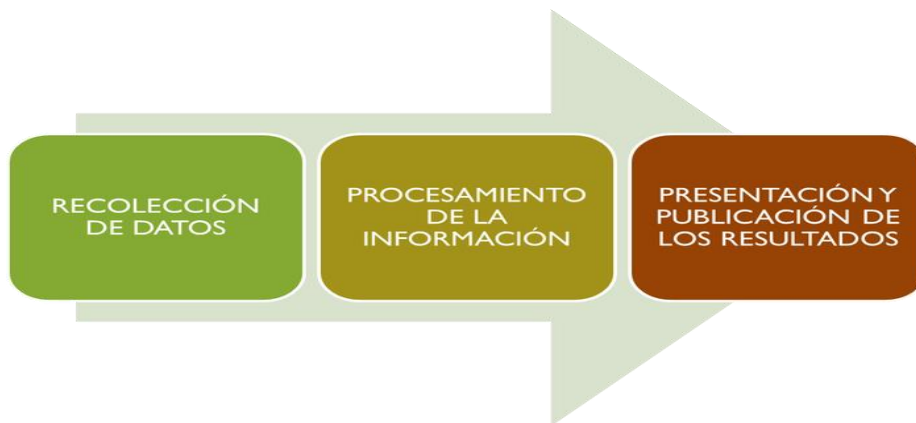 RECOLECCIÓN
DE DATOS
PROCESAMIENTO
DE LA
INFORMACIÓN
PRESENTACIÓN Y
PUBLICACIÓN DE
LOS RESULTADOS